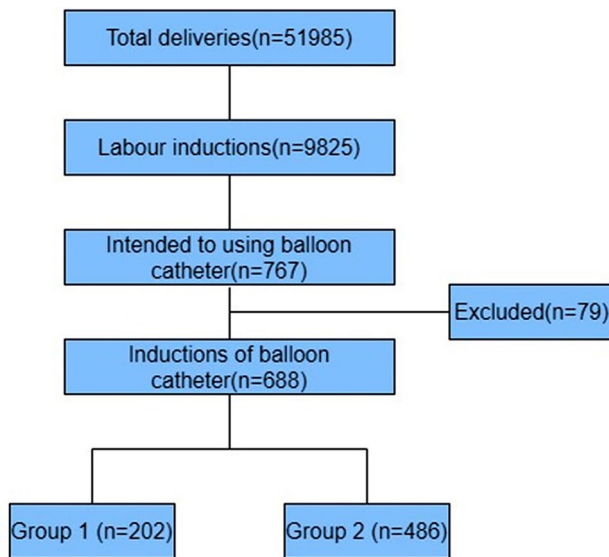 Total deliveries(n=51985)
Labour inductions(n=9825)
Intended to using balloon
catheter(n=767)
Excluded(n=79)
Inductions of balloon
catheter(n=688)
Group 1 (n=202)
Group 2 (n=486)